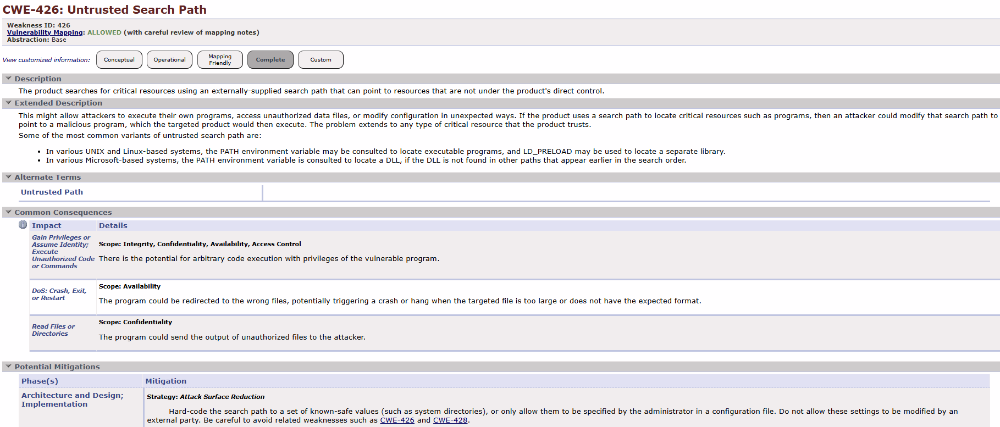 CWE-426: Untrusted Search Path
Weakness ID: 426
Vulnerability Mapping: ALLOWED (with careful review of mapping notes)
Abstraction: Base
View customized information:
Conceptual
Operational
Mapping
Friendly
Complete
Custom
Description
The product searches for critical resources using an externally-supplied search path that can point to resources that are not under the product's direct control.
Extended Description
This might allow attackers to execute their own programs, access unauthorized data files, or modify configuration in unexpected ways. If the product uses a search path to locate critical resources such as programs, then an attacker could modify that search path to
point to a malicious program, which the targeted product would then execute. The problem extends to any type of critical resource that the product trusts.
Some of the most common variants of untrusted search path are:
• In various UNIX and Linux-based systems, the PATH environment variable may be consulted to locate executable programs, and LD_PRELOAD may be used to locate a separate library.
• In various Microsoft-based systems, the PATH environment variable is consulted to locate a DLL, if the DLL is not found in other paths that appear earlier in the search order.
Alternate Terms
Untrusted Path
Common Consequences
Impact Details
Gain Privileges or
Assume Identity;
Execute
Unauthorized Code
or Commands
Scope: Integrity, Confidentiality, Availability, Access Control
There is the potential for arbitrary code execution with privileges of the vulnerable program.
DoS: Crash, Exit,
or Restart
Scope: Availability
The program could be redirected to the wrong files, potentially triggering a crash or hang when the targeted file is too large or does not have the expected format.
Read Files or
Directories
Scope: Confidentiality
The program could send the output of unauthorized files to the attacker.
Potential Mitigations
Phase(s) Mitigation
Architecture and Design;
Implementation
Strategy: Attack Surface Reduction
Hard-code the search path to a set of known-safe values (such as system directories), or only allow them to be specified by the administrator in a configuration file. Do not allow these settings to be modified by an
external party. Be careful to avoid related weaknesses such as CWE-426 and CWE-428.